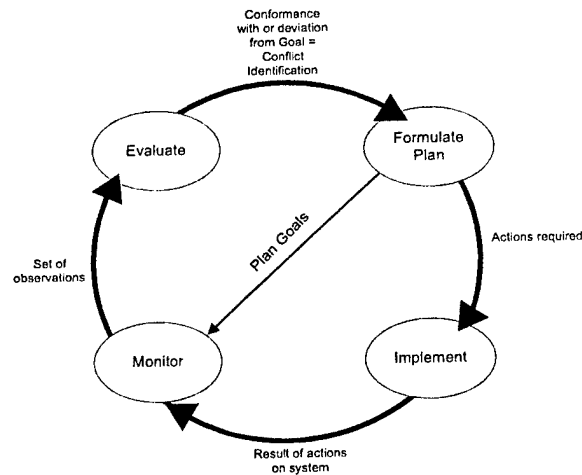 Conformance
with or deviation
from Goal =
Conflict
Identification
Evaluate
Formulate
Plan
Plan Goals
Actions required
Set of
observations
Monitor
Implement
Result of actions
on system